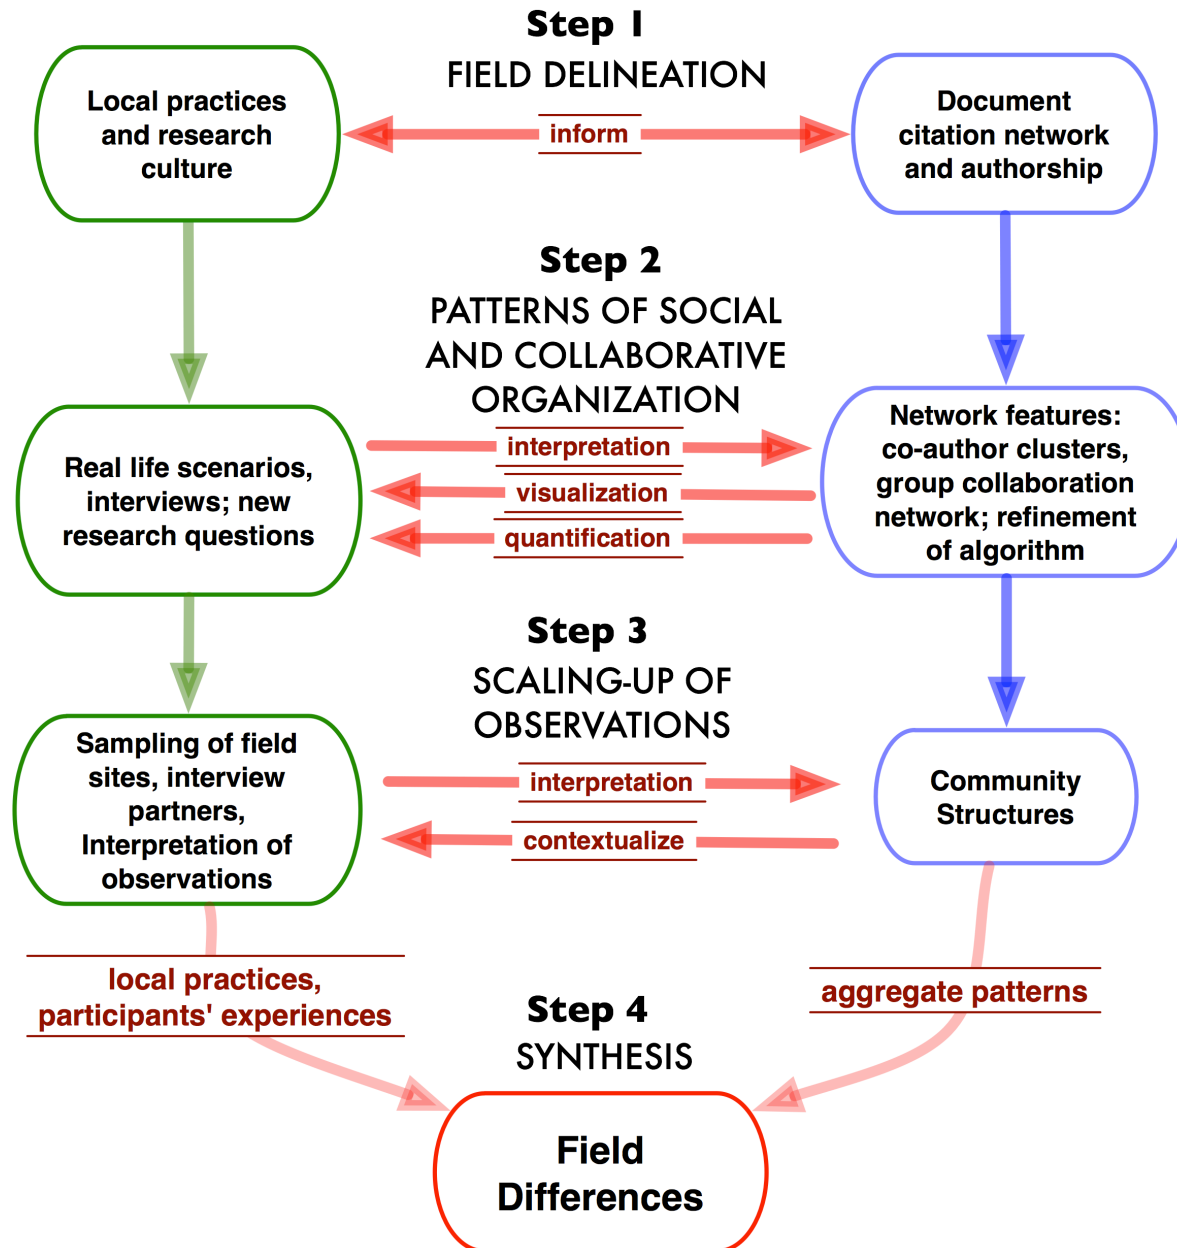 Step 1
FIELD DELINEATION
Local practices
and research
culture
inform
Document
citation network
and authorship
Step 2
PATTERNS OF SOCIAL
AND COLLABORATIVE
ORGANIZATION
Real life scenarios,
interviews; new
research questions
interpretation
visualization
quantification
Network features:
co-author clusters,
group collaboration
network; refinement
of algorithm
Step 3
SCALING-UP OF
OBSERVATIONS
Sampling of field
sites, interview
partners,
Interpretation of
observations
interpretation
contextualize
Community
Structures
local practices,
participants' experiences
aggregate patterns
Step 4
SYNTHESIS
Field
Differences